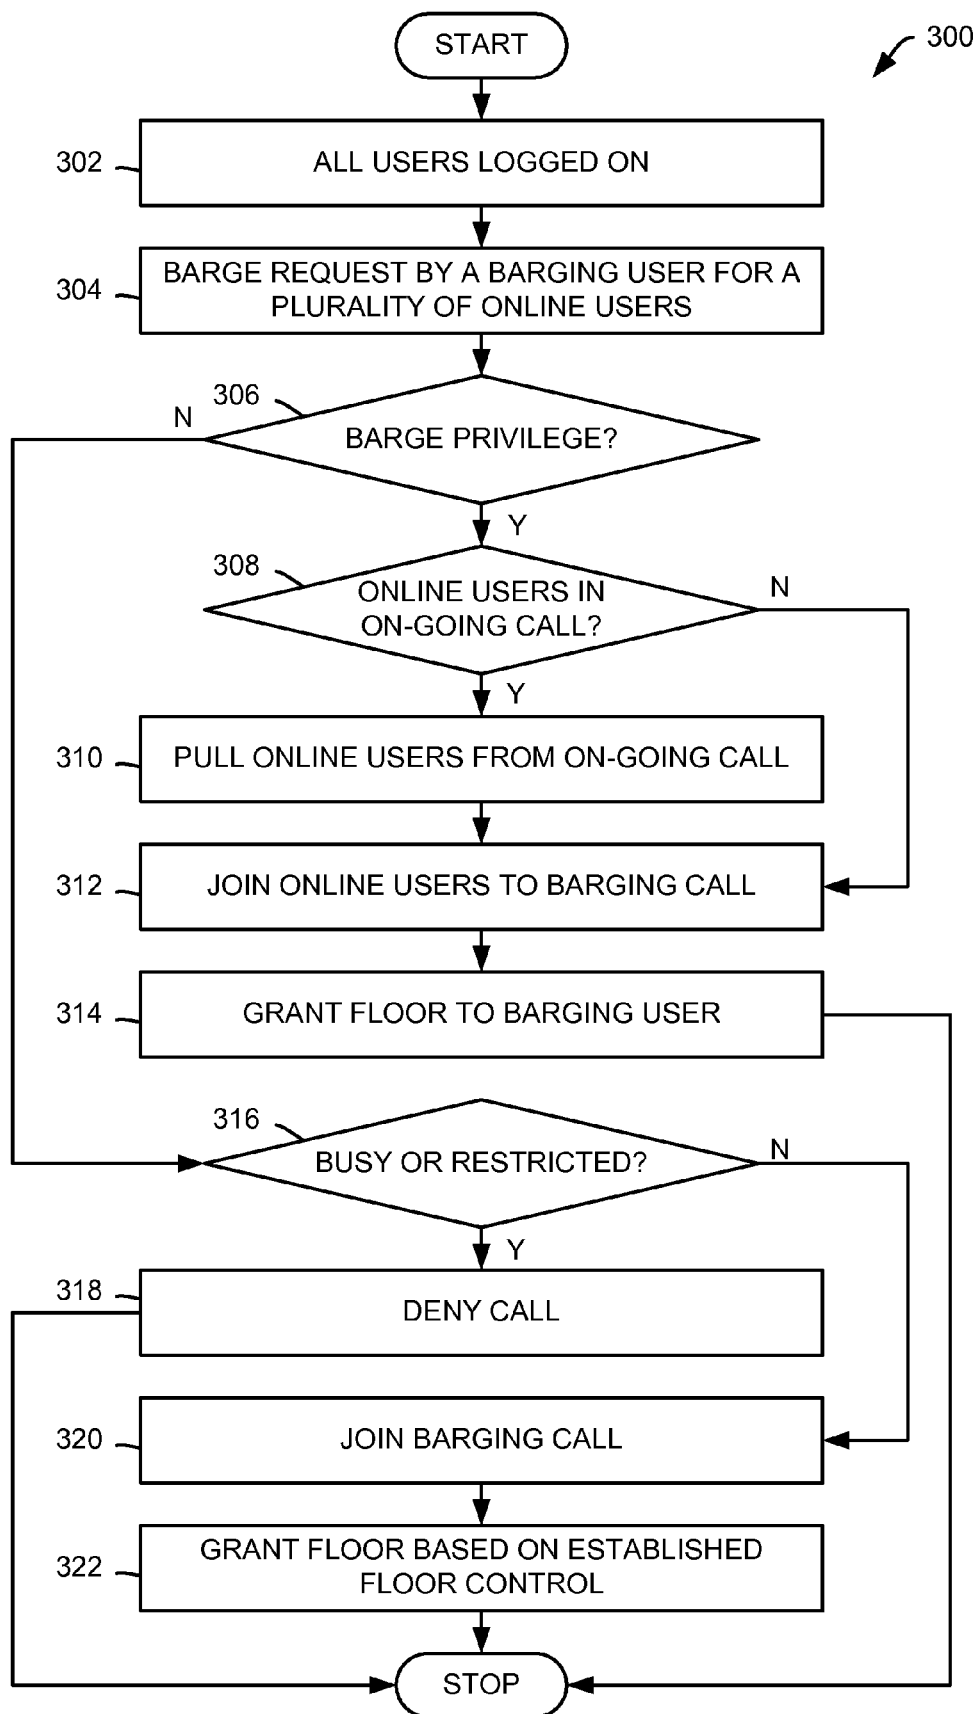 START
300
302
ALL USERS LOGGED ON
304
BARGE REQUEST BY A BARGING USER FOR A
PLURALITY OF ONLINE USERS
306
N
BARGE PRIVILEGE?
Y
308
ONLINE USERS IN
ON-GOING CALL?
N
Y
310
PULL ONLINE USERS FROM ON-GOING CALL
312
JOIN ONLINE USERS TO BARGING CALL
314
GRANT FLOOR TO BARGING USER
316
BUSY OR RESTRICTED?
N
Y
318
DENY CALL
320
JOIN BARGING CALL
322
GRANT FLOOR BASED ON ESTABLISHED
FLOOR CONTROL
STOP